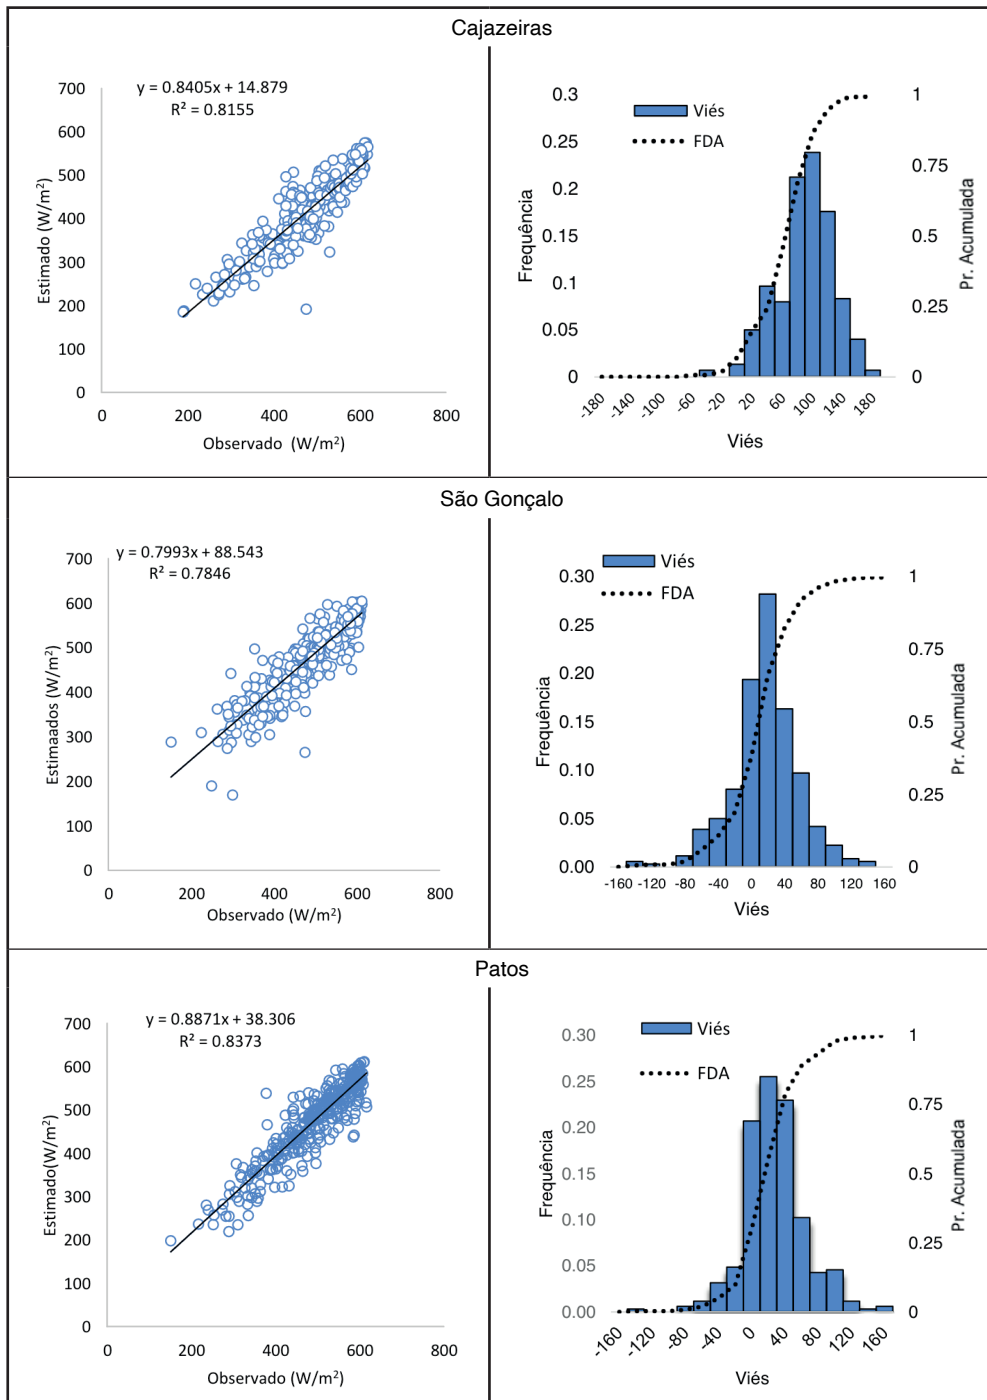 Cajazeiras
y = 0.8405x + 14.879
R² = 0.8155
700
600
500
400
300
200
100
0
0 200 400 600 800
Estimado (W/m²)
Observado (W/m²)
Viés
FDA
0.3
0.25
0.2
0.15
0.1
0.05
0
1
0.75
0.5
0.25
0
-180 -140 -100 -60 -20 20 60 100 140 180
Frequência
Pr. Acumulada
Viés
São Gonçalo
y = 0.7993x + 88.543
R² = 0.7846
700
600
500
400
300
200
100
0
0 200 400 600 800
Estimaados (W/m²)
Observado (W/m²)
Viés
FDA
0.30
0.25
0.20
0.15
0.10
0.05
0.00
1
0.75
0.5
0.25
0
-160 -120 -80 -40 0 40 80 120 160
Frequência
Pr. Acumulada
Viés
Patos
y = 0.8871x + 38.306
R² = 0.8373
700
600
500
400
300
200
100
0
0 200 400 600 800
Estimado(W/m²)
Observado (W/m²)
Viés
FDA
0.30
0.25
0.20
0.15
0.10
0.05
0.00
1
0.75
0.5
0.25
0
-160 -120 -80 -40 0 40 80 120 160
Frequência
Pr. Acumulada
Viés